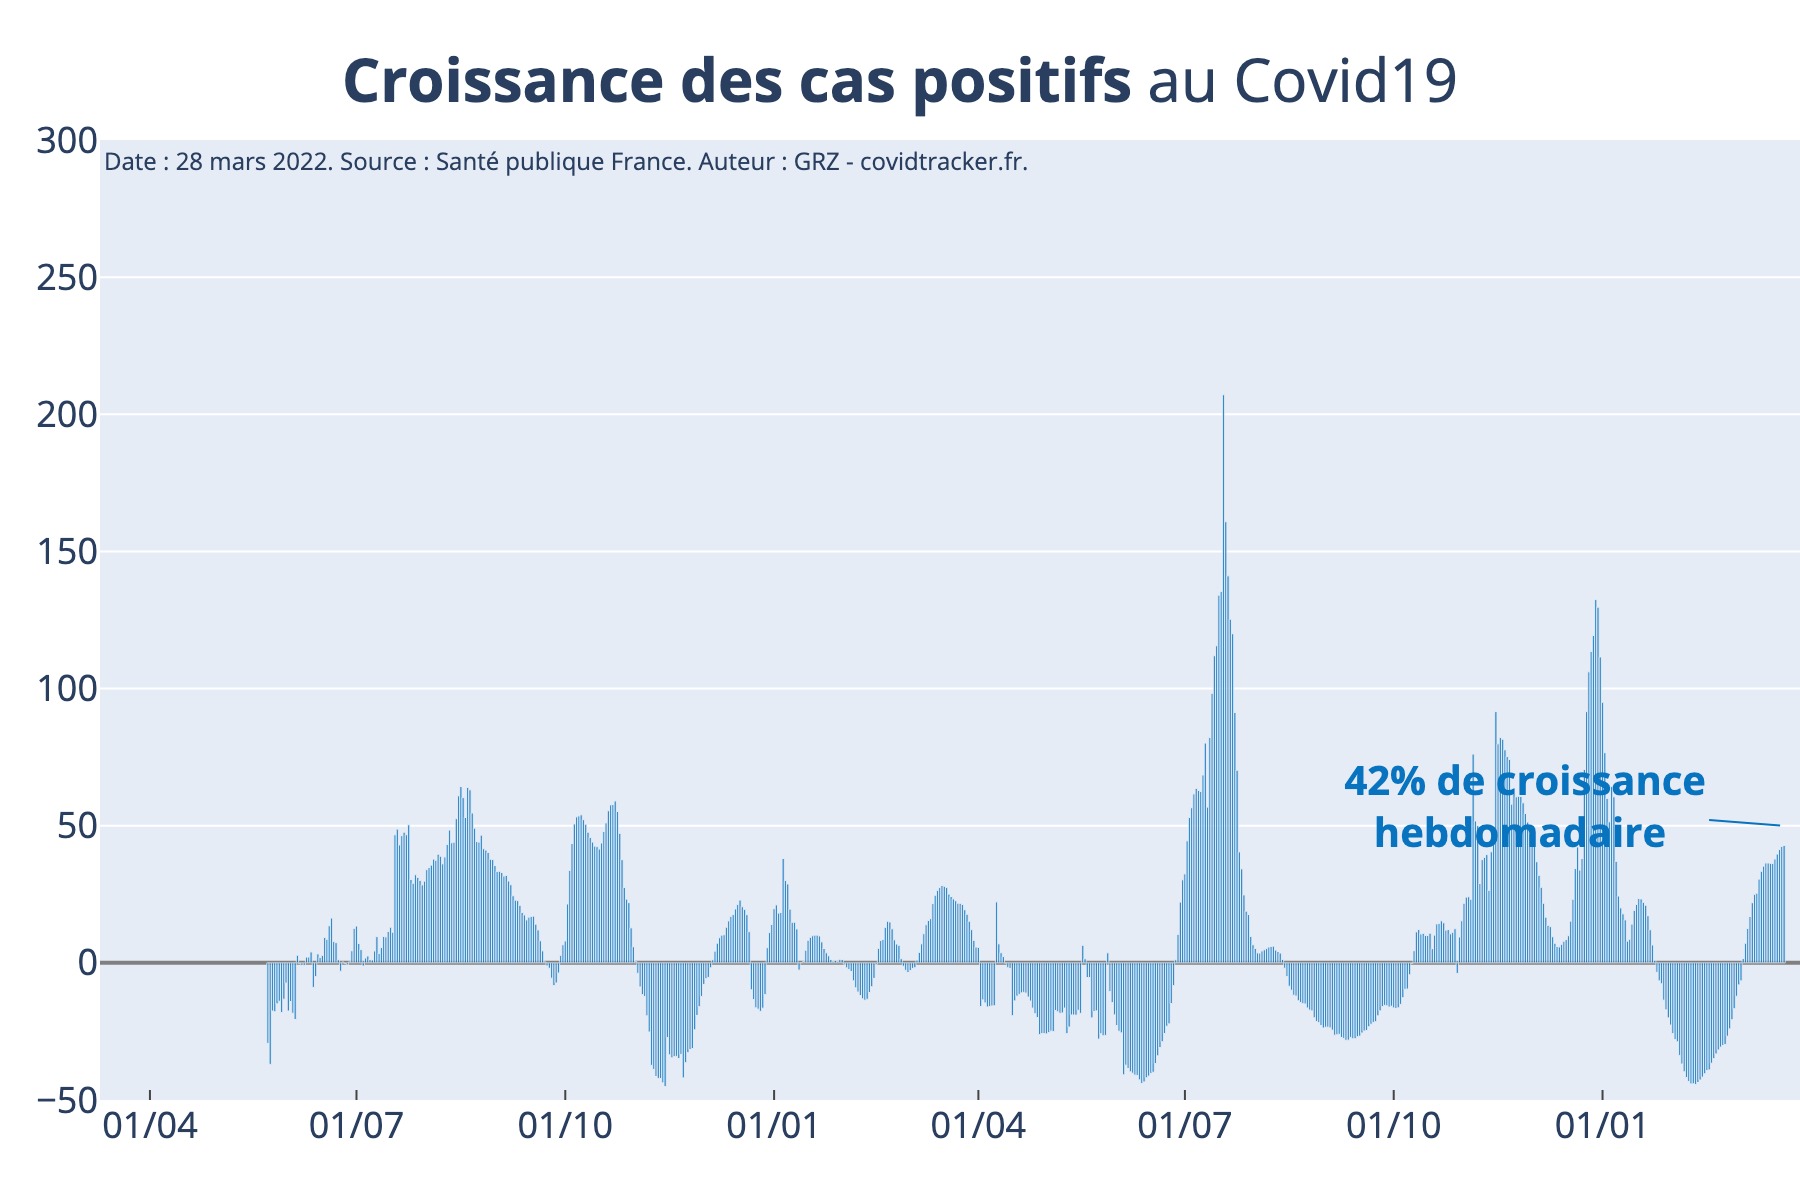 Croissance des cas positifs au Covid19
Date : 28 mars 2022. Source : Santé publique France. Auteur : GRZ - covidtracker.fr.
300
250
200
150
100
50
0
−50
42% de croissance
hebdomadaire
01/04 01/07 01/10 01/01 01/04 01/07 01/10 01/01